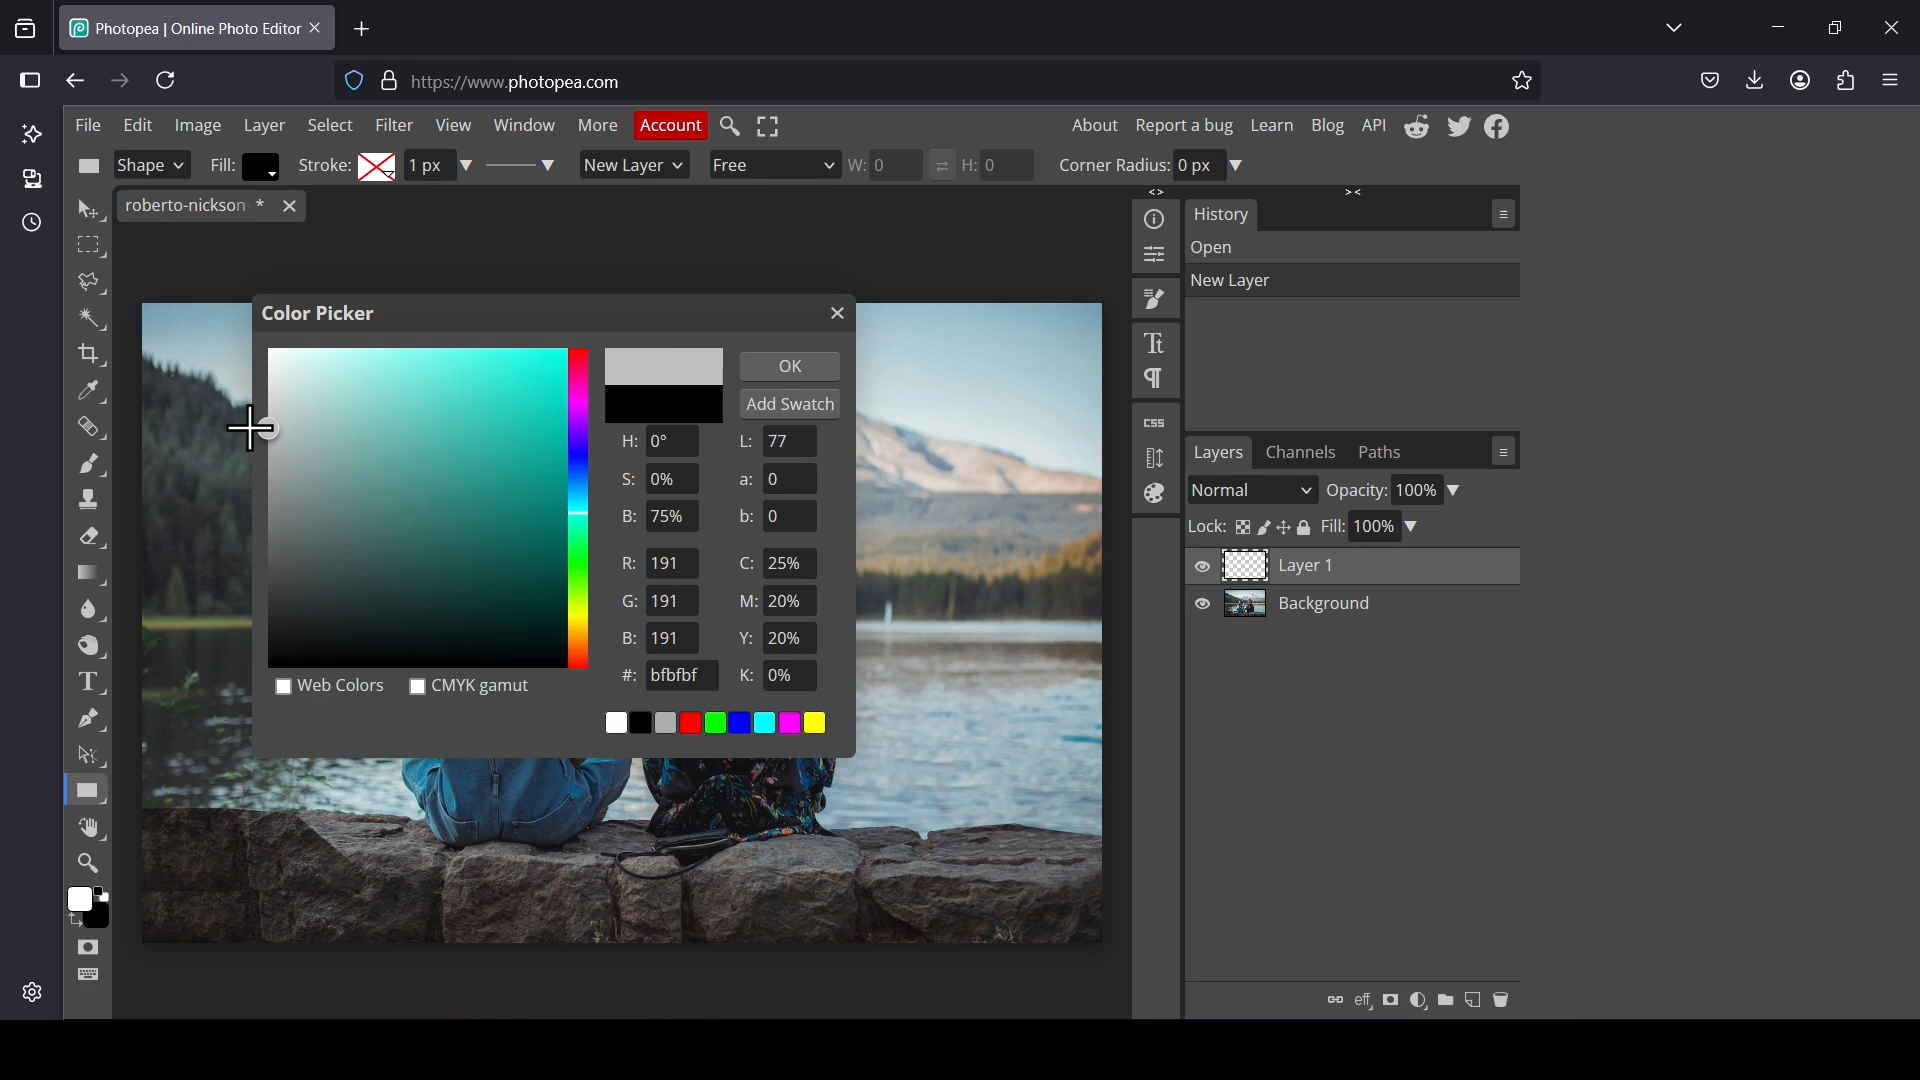 Photopea | Online Photo Editor
https://www.photopea.com
File Edit Image Layer Select Filter View Window More Account About Report a bug Learn Blog API
Shape Fill: Stroke: 1 px New Layer Free W: 0 H: 0 Corner Radius: 0 px
roberto-nickson- *
< > > <
History
Open
New Layer
Color Picker
OK
Add Swatch
H: 0° L: 77
S: 0% a: 0
B: 75% b: 0
R: 191 C: 25%
G: 191 M: 20%
B: 191 Y: 20%
#: bfbfbf K: 0%
Web Colors CMYK gamut
CSS
Layers Channels Paths
Normal Opacity: 100%
Lock: Fill: 100%
Layer 1
Background
eff